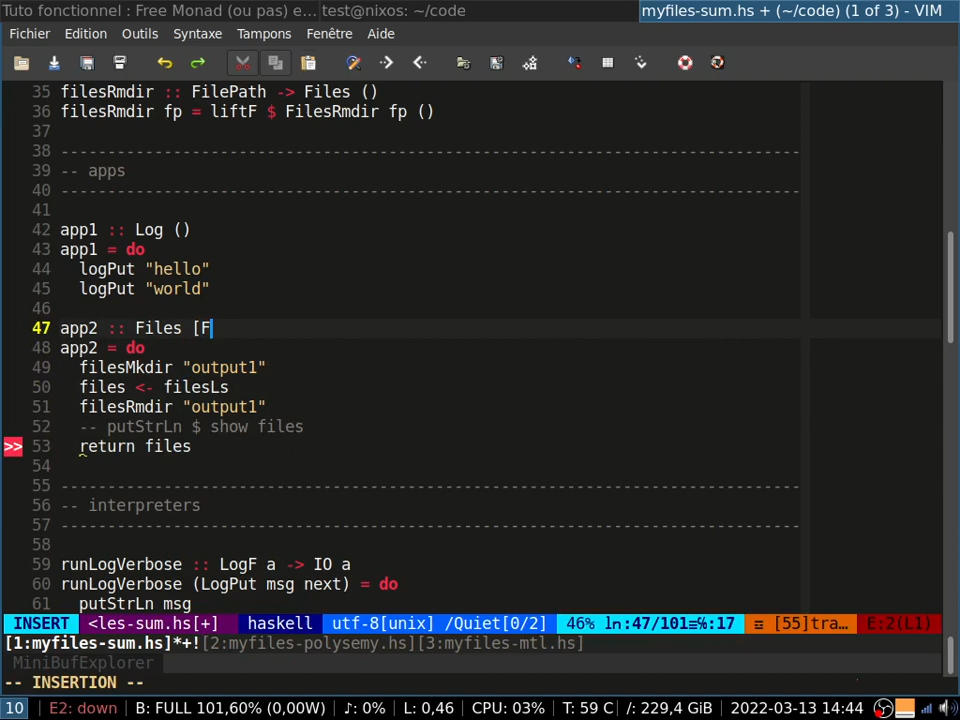 Tuto fonctionnel : Free Monad (ou pas) e... test@nixos: ~/code myfiles-sum.hs + (~/code) (1 of 3) - VIM
Fichier Edition Outils Syntaxe Tampons Fenêtre Aide
35 filesRmdir :: FilePath -> Files ()
36 filesRmdir fp = liftF $ FilesRmdir fp ()
37
38 -------------------------------------------------------------------------------
39 -- apps
40 -------------------------------------------------------------------------------
41
42 app1 :: Log ()
43 app1 = do
44   logPut "hello"
45   logPut "world"
46
47 app2 :: Files [F
48 app2 = do
49   filesMkdir "output1"
50   files <- filesLs
51   filesRmdir "output1"
52   -- putStrLn $ show files
>> 53   return files
54
55 -------------------------------------------------------------------------------
56 -- interpreters
57 -------------------------------------------------------------------------------
58
59 runLogVerbose :: LogF a -> IO a
60 runLogVerbose (LogPut msg next) = do
61   putStrLn msg
INSERT <les-sum.hs[+] haskell utf-8[unix] /Quiet[0/2] 46% ln:47/101≡℅:17 ☲ [55]tra… E:2(L1)
[1:myfiles-sum.hs]*+![2:myfiles-polysemy.hs][3:myfiles-mtl.hs]
MiniBufExplorer
-- INSERTION --
10 E2: down B: FULL 101,60% (0,00W) ♪: 0% L: 0,46 CPU: 03% T: 59 C /: 229,4 GiB 2022-03-13 14:44